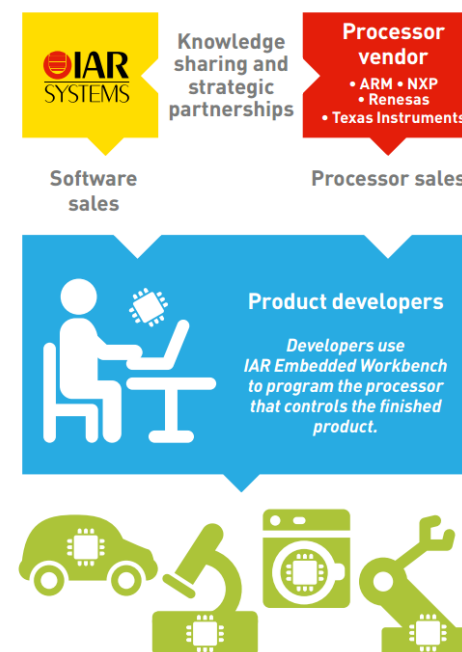 IAR
SYSTEMS
Knowledge
sharing and
strategic
partnerships
Processor
vendor
• ARM • NXP
• Renesas
• Texas Instruments
Software
sales
Processor sales
Product developers
Developers use
IAR Embedded Workbench
to program the processor
that controls the finished
product.